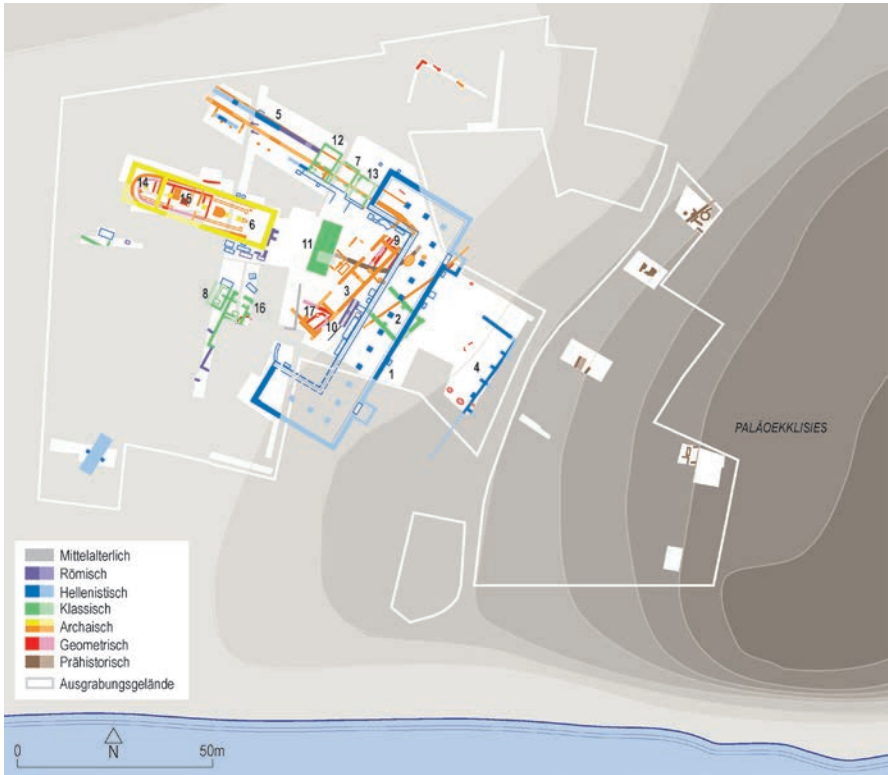 5
12
7
13
14
15
6
11
9
3
8
16
17
10
2
1
4
PALÄOEKKLISIES
Mittelalterlich
Römisch
Hellenistisch
Klassisch
Archaisch
Geometrisch
Prähistorisch
Ausgrabungsgelände
0 N 50m